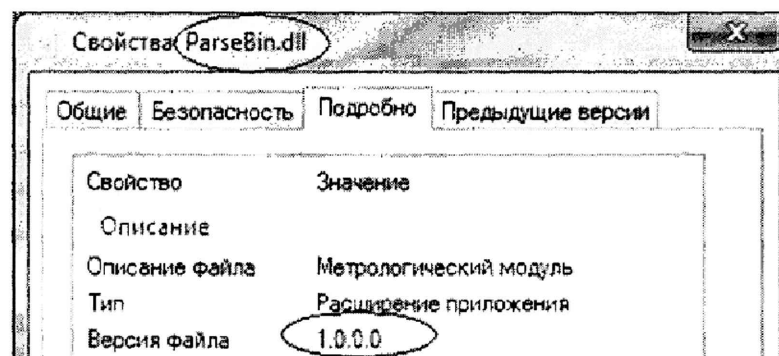 Свойства: ParseBin.dll
Общие Безопасность Подробно Предыдущие версии
Свойство Значение
Описание
Описание файла Метрологический модуль
Тип Расширение приложения
Версия файла 1.0.0.0